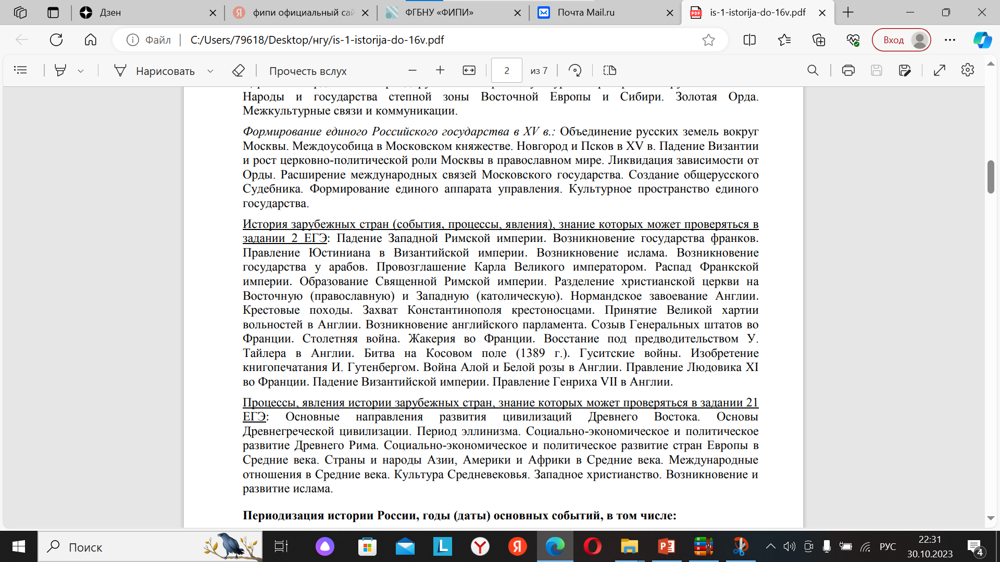 Дзен
фипи официальный сай
ФГБНУ «ФИПИ»
Почта Mail.ru
is-1-istorija-do-16v.pdf
Файл
C:/Users/79618/Desktop/нгу/is-1-istorija-do-16v.pdf
Вход
Нарисовать
Прочесть вслух
2
из 7
Народы и государства степной зоны Восточной Европы и Сибири. Золотая Орда.
Межкультурные связи и коммуникации.
Формирование единого Российского государства в XV в.: Объединение русских земель вокруг
Москвы. Междоусобица в Московском княжестве. Новгород и Псков в XV в. Падение Византии
и рост церковно-политической роли Москвы в православном мире. Ликвидация зависимости от
Орды. Расширение международных связей Московского государства. Создание общерусского
Судебника. Формирование единого аппарата управления. Культурное пространство единого
государства.
История зарубежных стран (события, процессы, явления), знание которых может проверяться в
задании 2 ЕГЭ: Падение Западной Римской империи. Возникновение государства франков.
Правление Юстиниана в Византийской империи. Возникновение ислама. Возникновение
государства у арабов. Провозглашение Карла Великого императором. Распад Франкской
империи. Образование Священной Римской империи. Разделение христианской церкви на
Восточную (православную) и Западную (католическую). Нормандское завоевание Англии.
Крестовые походы. Захват Константинополя крестоносцами. Принятие Великой хартии
вольностей в Англии. Возникновение английского парламента. Созыв Генеральных штатов во
Франции. Столетняя война. Жакерия во Франции. Восстание под предводительством У.
Тайлера в Англии. Битва на Косовом поле (1389 г.). Гуситские войны. Изобретение
книгопечатания И. Гутенбергом. Война Алой и Белой розы в Англии. Правление Людовика XI
во Франции. Падение Византийской империи. Правление Генриха VII в Англии.
Процессы, явления истории зарубежных стран, знание которых может проверяться в задании 21
ЕГЭ: Основные направления развития цивилизаций Древнего Востока. Основы
Древнегреческой цивилизации. Период эллинизма. Социально-экономическое и политическое
развитие Древнего Рима. Социально-экономическое и политическое развитие стран Европы в
Средние века. Страны и народы Азии, Америки и Африки в Средние века. Международные
отношения в Средние века. Культура Средневековья. Западное христианство. Возникновение и
развитие ислама.
Периодизация истории России, годы (даты) основных событий, в том числе:
Поиск
РУС
22:31
30.10.2023
4